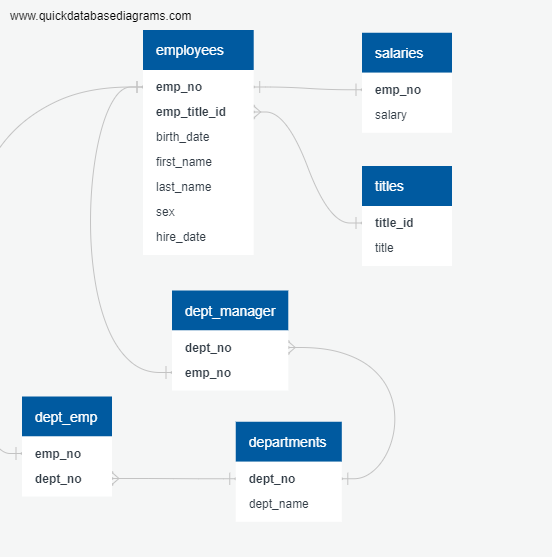 www.quickdatabasediagrams.com
employees
emp_no
emp_title_id
birth_date
first_name
last_name
sex
hire_date
salaries
emp_no
salary
titles
title_id
title
dept_manager
dept_no
emp_no
dept_emp
emp_no
dept_no
departments
dept_no
dept_name